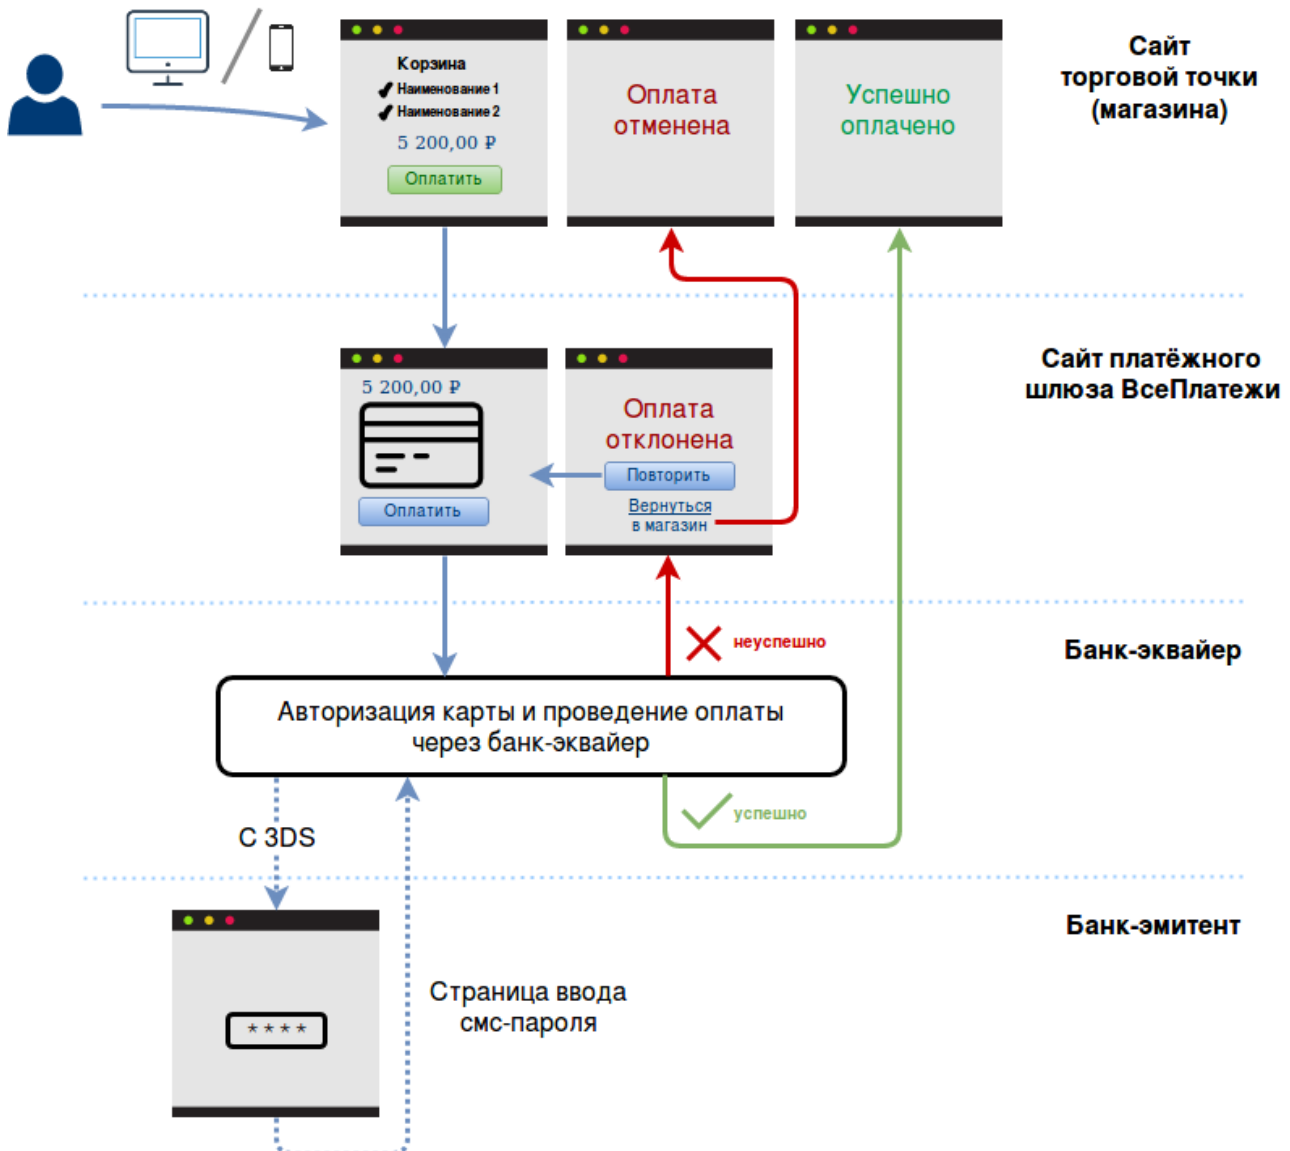 Корзина
Наименование 1
Наименование 2
5 200,00 ₽
Оплатить
Оплата
отменена
Успешно
оплачено
Сайт
торговой точки
(магазина)
5 200,00 ₽
Оплатить
Оплата
отклонена
Повторить
Вернуться
в магазин
Сайт платёжного
шлюза ВсеПлатежи
неуспешно
Банк-эквайер
Авторизация карты и проведение оплаты
через банк-эквайер
успешно
С 3DS
Банк-эмитент
Страница ввода
смс-пароля
****